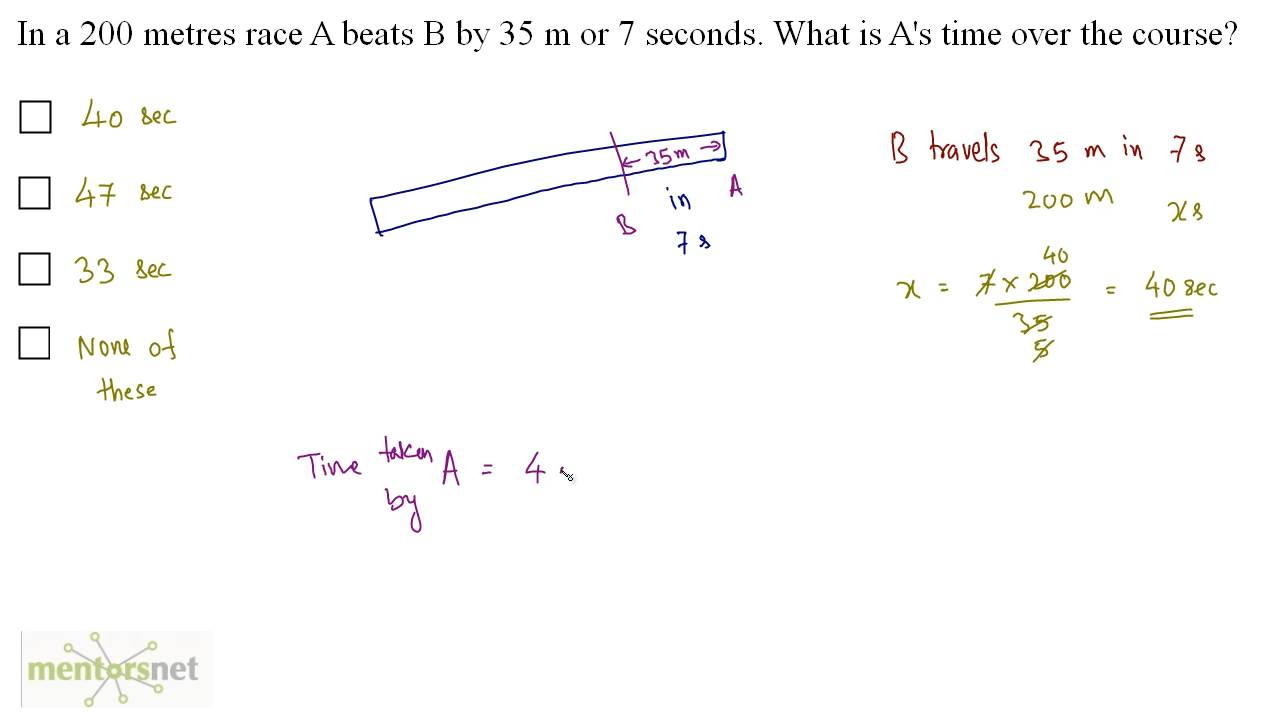 In a 200 metres race A beats B by 35 m or 7 seconds. What is A's time over the course?
40 sec
47 sec
33 sec
None of
these
35 m
A
B
in
7 s
B travels 35 m in 7 s
200 m x s
40
x = 7 x 200 = 40 sec
35
5
Time taken A = 4
by
mentorsnet